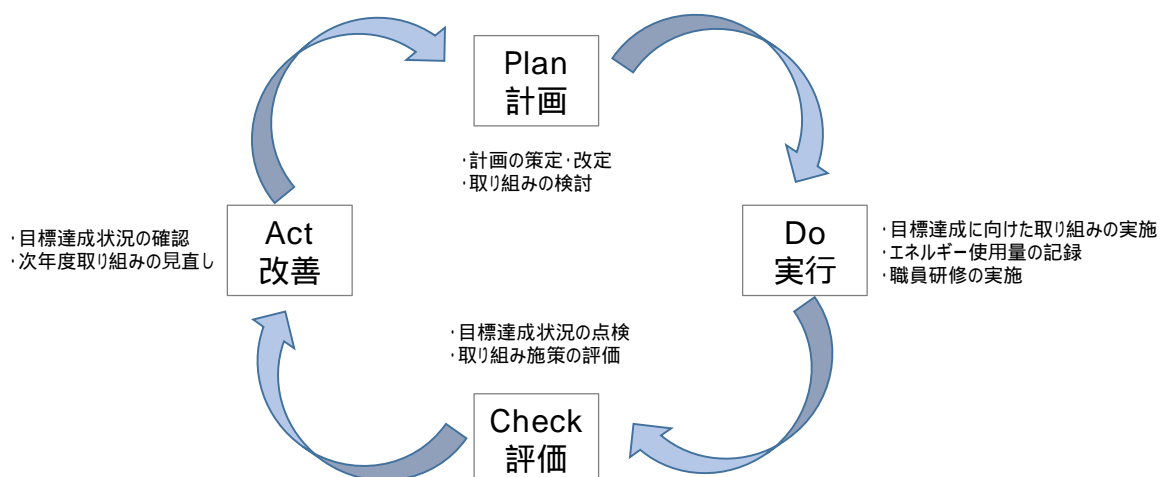 Plan
計画
・計画の策定・改定
・取り組みの検討
Do
実行
・目標達成に向けた取り組みの実施
・エネルギー使用量の記録
・職員研修の実施
・目標達成状況の点検
・取り組み施策の評価
Check
評価
Act
改善
・目標達成状況の確認
・次年度取り組みの見直し